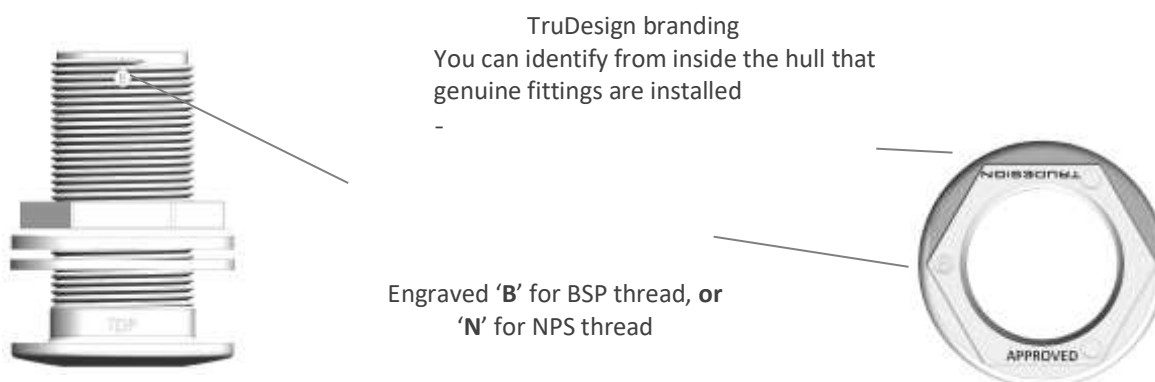 TruDesign branding
You can identify from inside the hull that
genuine fittings are installed
-
Engraved ‘B’ for BSP thread, or
‘N’ for NPS thread
B
TDP
TRUDESIGN
B
APPROVED